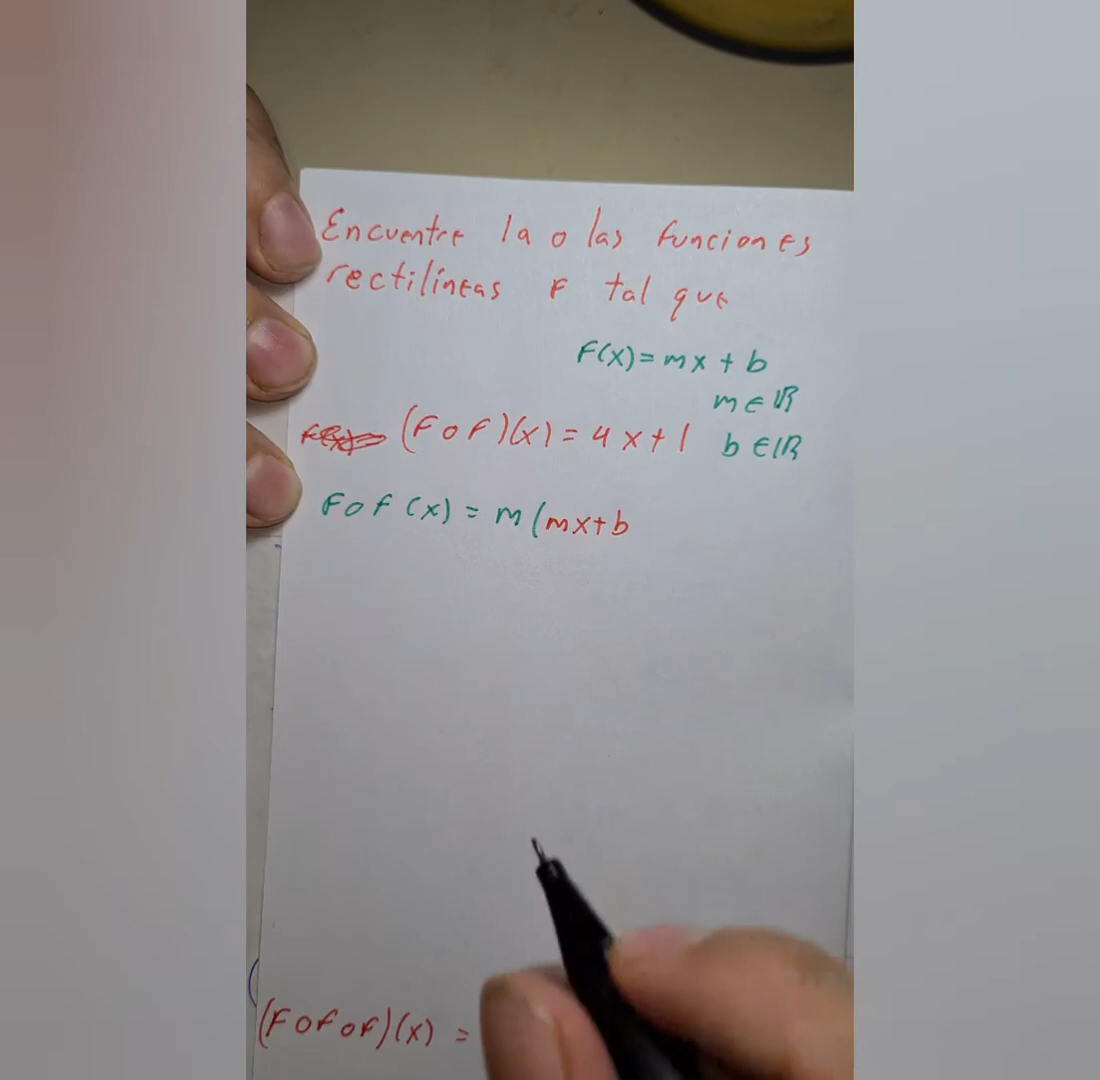 Encuentre la o las funciones
rectilíneas F tal que
F(x) = mx + b
m ∈ ℝ
(FoF)(x) = 4x+1
b ∈ ℝ
FoF(x) = m(mx+b
(FoFoF)(x) =